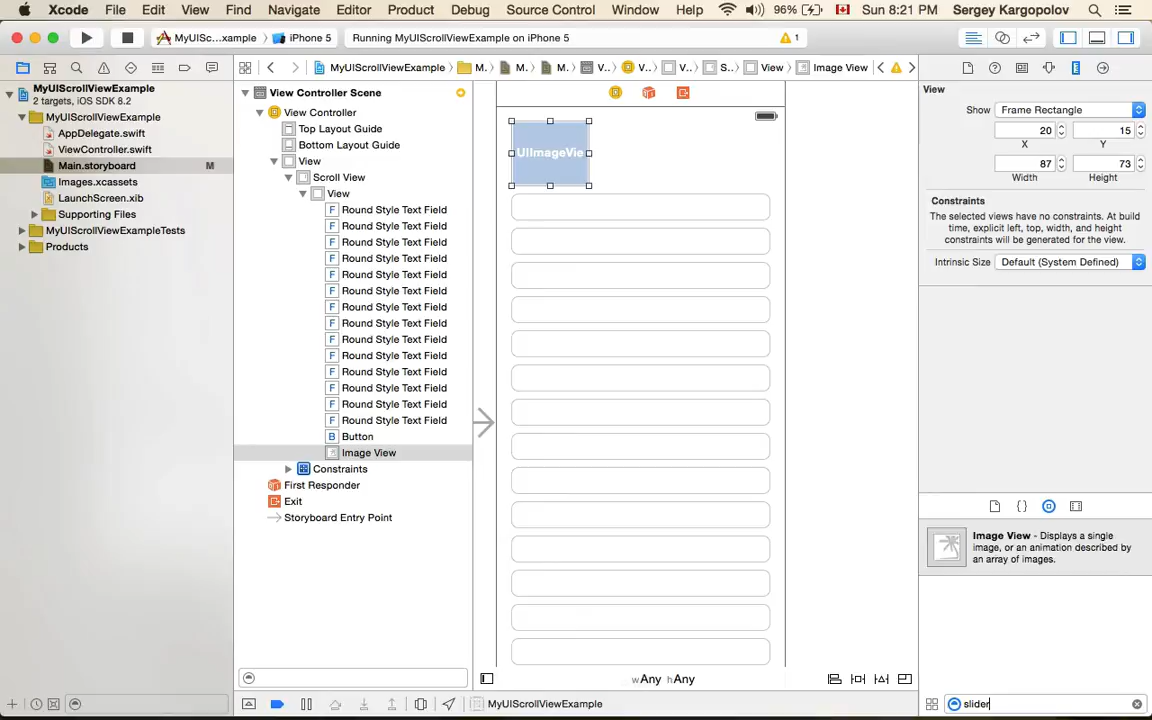 Xcode File Edit View Find Navigate Editor Product Debug Source Control Window Help 96% Sun 8:21 PM Sergey Kargopolov
MyUISc...xample iPhone 5 Running MyUIScrollViewExample on iPhone 5 1
MyUIScrollViewExample M... M... M... V... V... V... S... View Image View
MyUIScrollViewExample
2 targets, iOS SDK 8.2
MyUIScrollViewExample
AppDelegate.swift
ViewController.swift
Main.storyboard M
Images.xcassets
LaunchScreen.xib
Supporting Files
MyUIScrollViewExampleTests
Products
View Controller Scene
View Controller
Top Layout Guide
Bottom Layout Guide
View
Scroll View
View
F Round Style Text Field
F Round Style Text Field
F Round Style Text Field
F Round Style Text Field
F Round Style Text Field
F Round Style Text Field
F Round Style Text Field
F Round Style Text Field
F Round Style Text Field
F Round Style Text Field
F Round Style Text Field
F Round Style Text Field
F Round Style Text Field
F Round Style Text Field
B Button
Image View
Constraints
First Responder
Exit
Storyboard Entry Point
UIImageVie
wAny hAny
MyUIScrollViewExample
View
Show Frame Rectangle
20 15
X Y
87 73
Width Height
Constraints
The selected views have no constraints. At build
time, explicit left, top, width, and height
constraints will be generated for the view.
Intrinsic Size Default (System Defined)
{ }
Image View - Displays a single
image, or an animation described by
an array of images.
slider